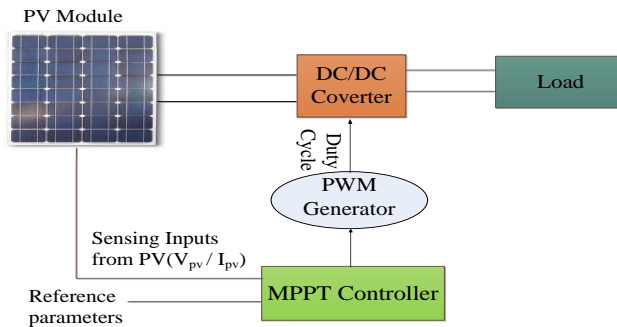 PV Module
DC/DC
Coverter
Load
Duty
Cycle
PWM
Generator
Sensing Inputs
from PV(Vpv / Ipv)
MPPT Controller
Reference
parameters